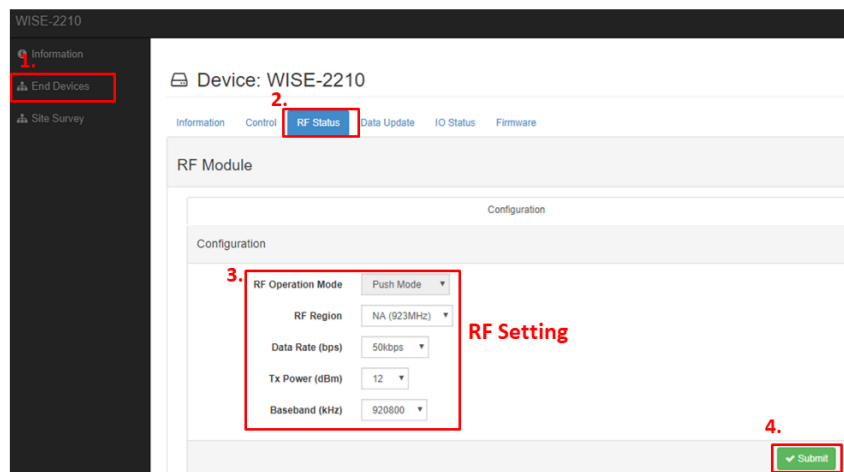 WISE-2210
Information
1.
End Devices
Site Survey
Device: WISE-2210
2.
Information Control RF Status Data Update IO Status Firmware
RF Module
Configuration
Configuration
3.
RF Operation Mode Push Mode
RF Region NA (923MHz)
RF Setting
Data Rate (bps) 50kbps
Tx Power (dBm) 12
Baseband (kHz) 920800
4.
Submit